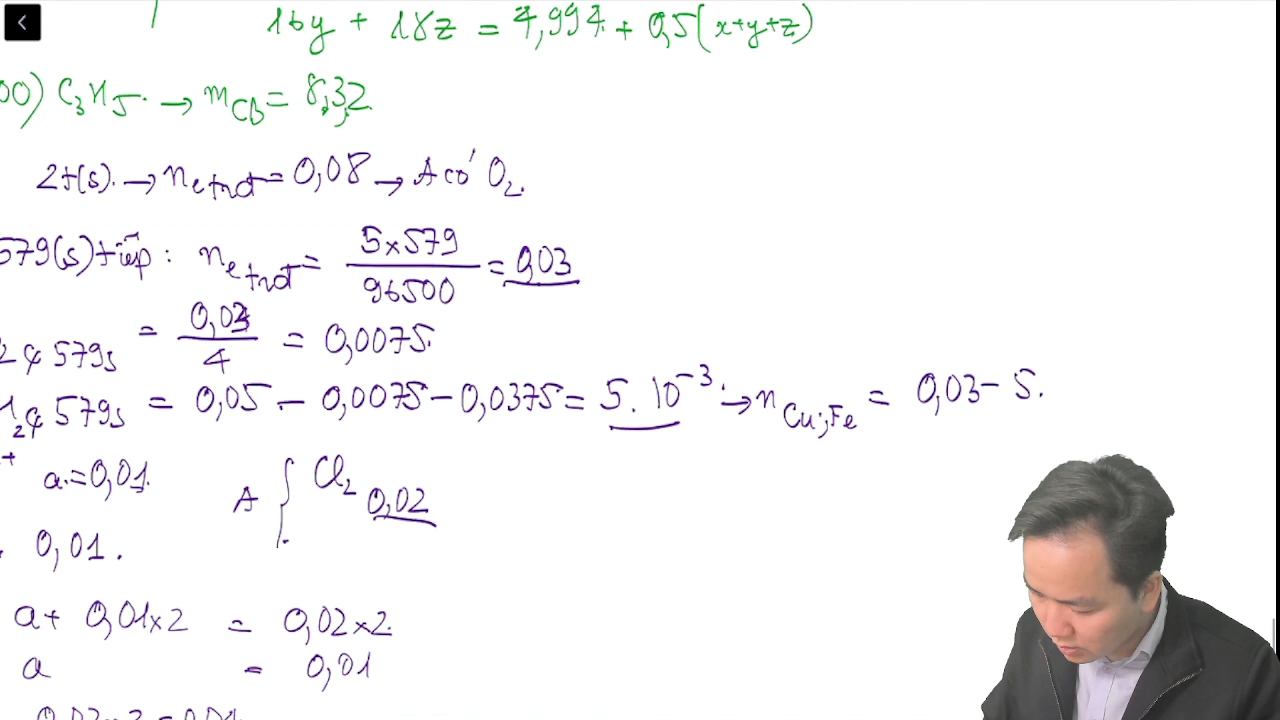 16y + 18z = 7,994 + 0,5(x+y+z)
00) C3H5. → mCB = 8,32
2t(s). → ne trđ = 0,08 → A có O2.
579(s) tiếp : ne trđ = 5×579 / 96500 = 0,03
2 ở 579s = 0,03 / 4 = 0,0075.
H2 ở 579s = 0,05 - 0,0075 - 0,0375 = 5.10^-3. → nCu;Fe = 0,03 - 5.
+ a = 0,01. A { Cl2 0,02
. 0,01.
a + 0,01×2 = 0,02×2
a = 0,01